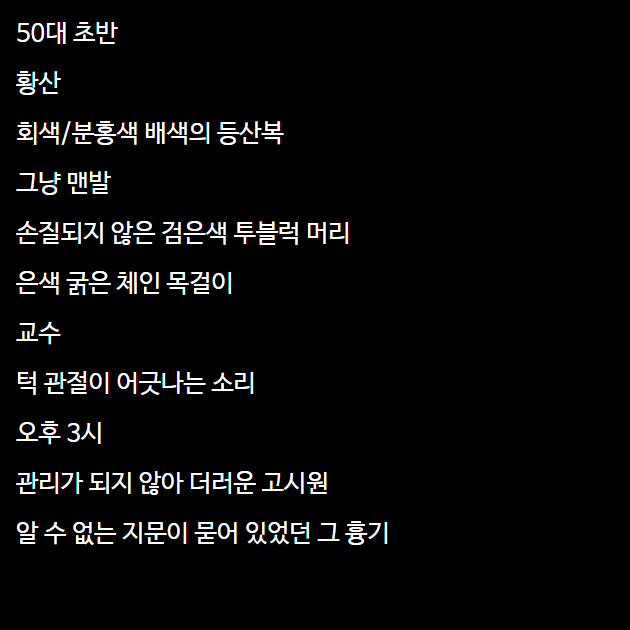 50대 초반
황산
회색/분홍색 배색의 등산복
그냥 맨발
손질되지 않은 검은색 투블럭 머리
은색 굵은 체인 목걸이
교수
턱 관절이 어긋나는 소리
오후 3시
관리가 되지 않아 더러운 고시원
알 수 없는 지문이 묻어 있었던 그 흉기